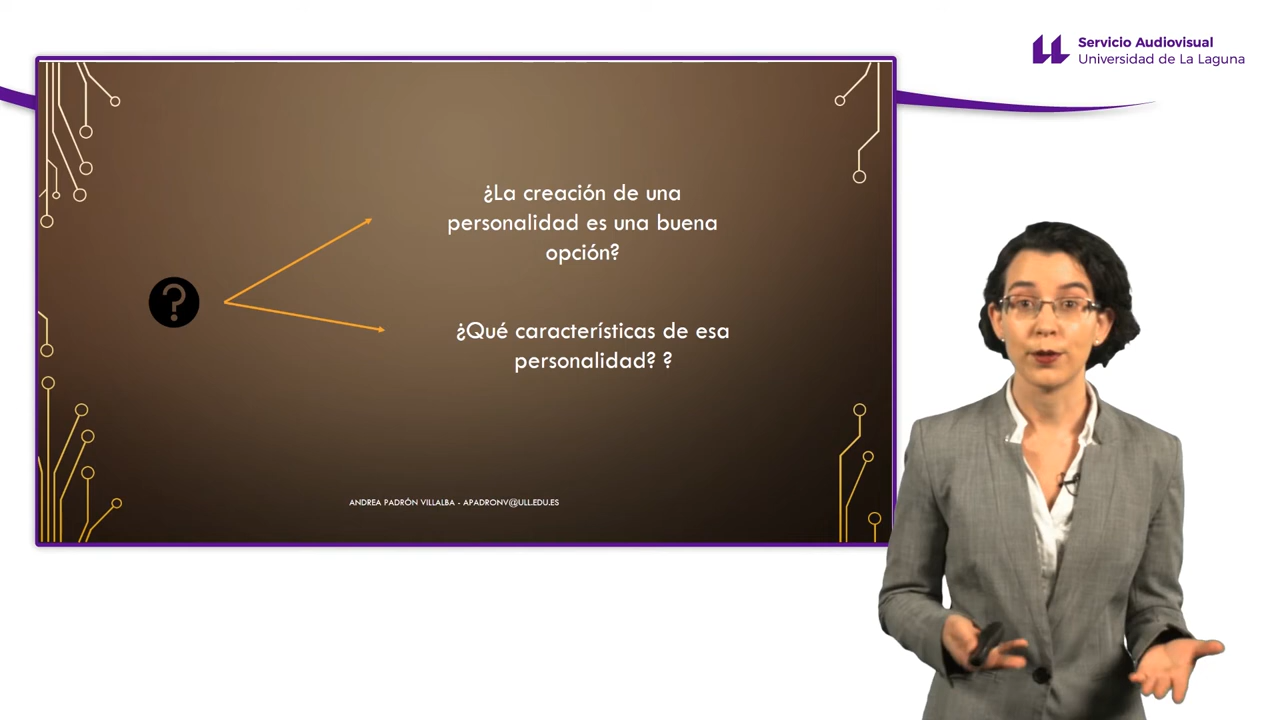 Servicio Audiovisual
Universidad de La Laguna
¿La creación de una
personalidad es una buena
opción?
?
¿Qué características de esa
personalidad? ?
ANDREA PADRÓN VILLALBA - APADRONV@ULL.EDU.ES